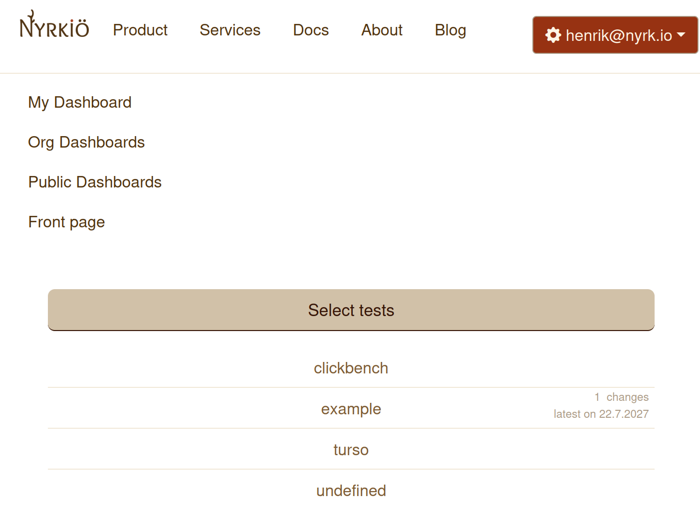 NYRKIÖ
Product
Services
Docs
About
Blog
henrik@nyrk.io
My Dashboard
Org Dashboards
Public Dashboards
Front page
Select tests
clickbench
example
1 changes
latest on 22.7.2027
turso
undefined